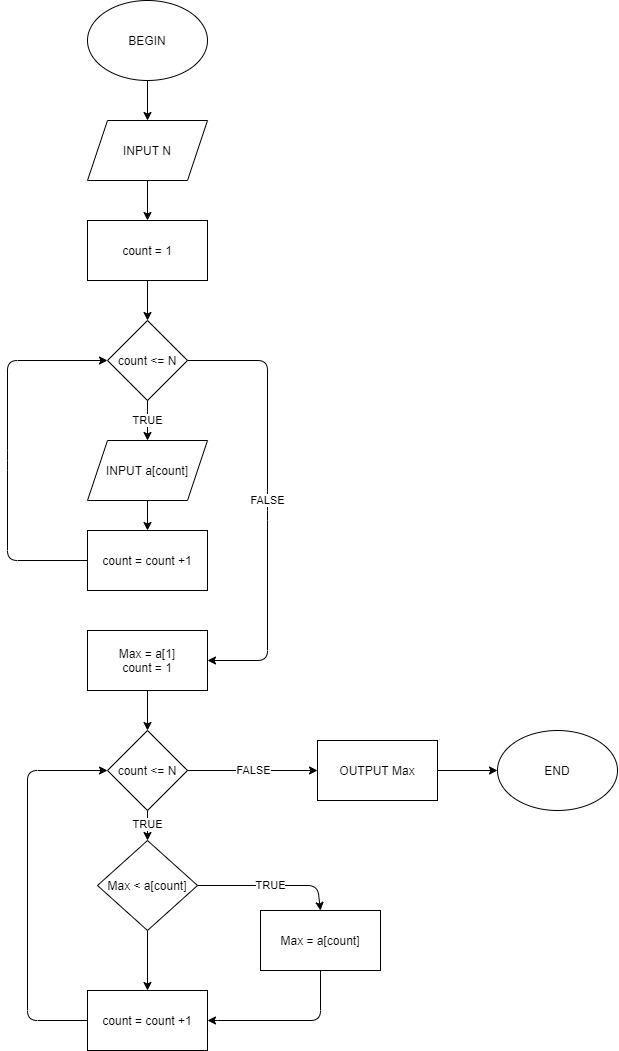 BEGIN
INPUT N
count = 1
count <= N
TRUE
INPUT a[count]
FALSE
count = count +1
Max = a[1]
count = 1
count <= N
FALSE
OUTPUT Max
END
TRUE
Max < a[count]
TRUE
Max = a[count]
count = count +1